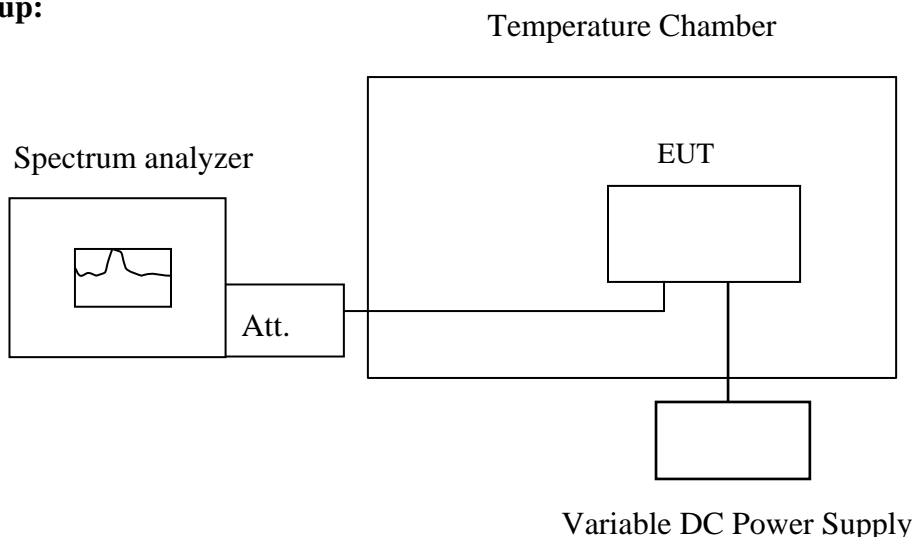 up:
Temperature Chamber
Spectrum analyzer
EUT
Att.
Variable DC Power Supply